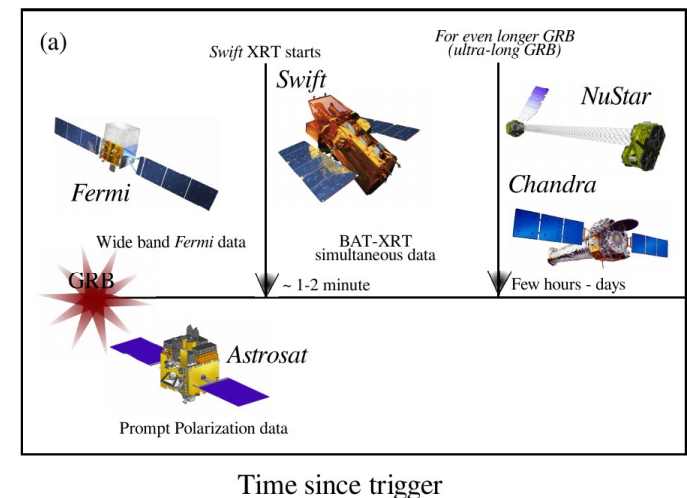 (a)
Swift XRT starts
For even longer GRB
(ultra-long GRB)
Swift
NuStar
Fermi
Chandra
Wide band Fermi data
BAT-XRT
simultaneous data
GRB
~ 1-2 minute
Few hours - days
Astrosat
Prompt Polarization data
Time since trigger